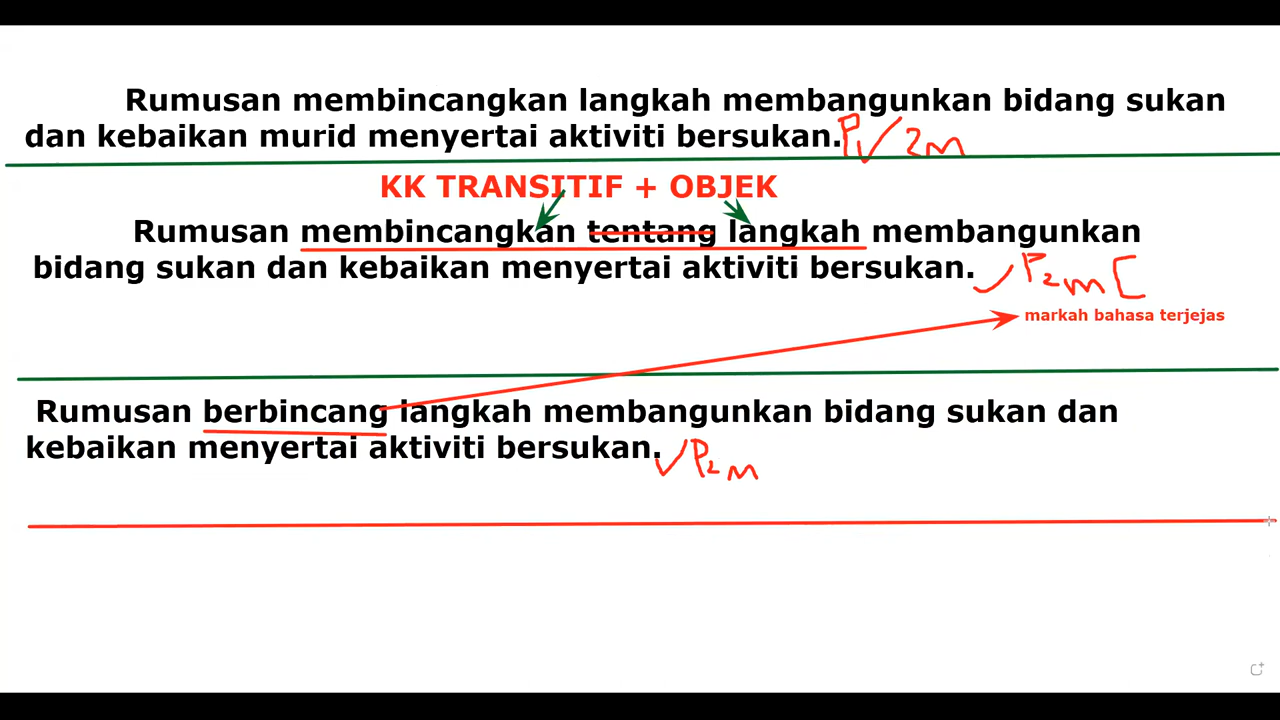 Rumusan membincangkan langkah membangunkan bidang sukan
dan kebaikan murid menyertai aktiviti bersukan. P1✓ 2m
KK TRANSITIF + OBJEK
Rumusan membincangkan tentang langkah membangunkan
bidang sukan dan kebaikan menyertai aktiviti bersukan. ✓P2m [
markah bahasa terjejas
Rumusan berbincang langkah membangunkan bidang sukan dan
kebaikan menyertai aktiviti bersukan. ✓P2m